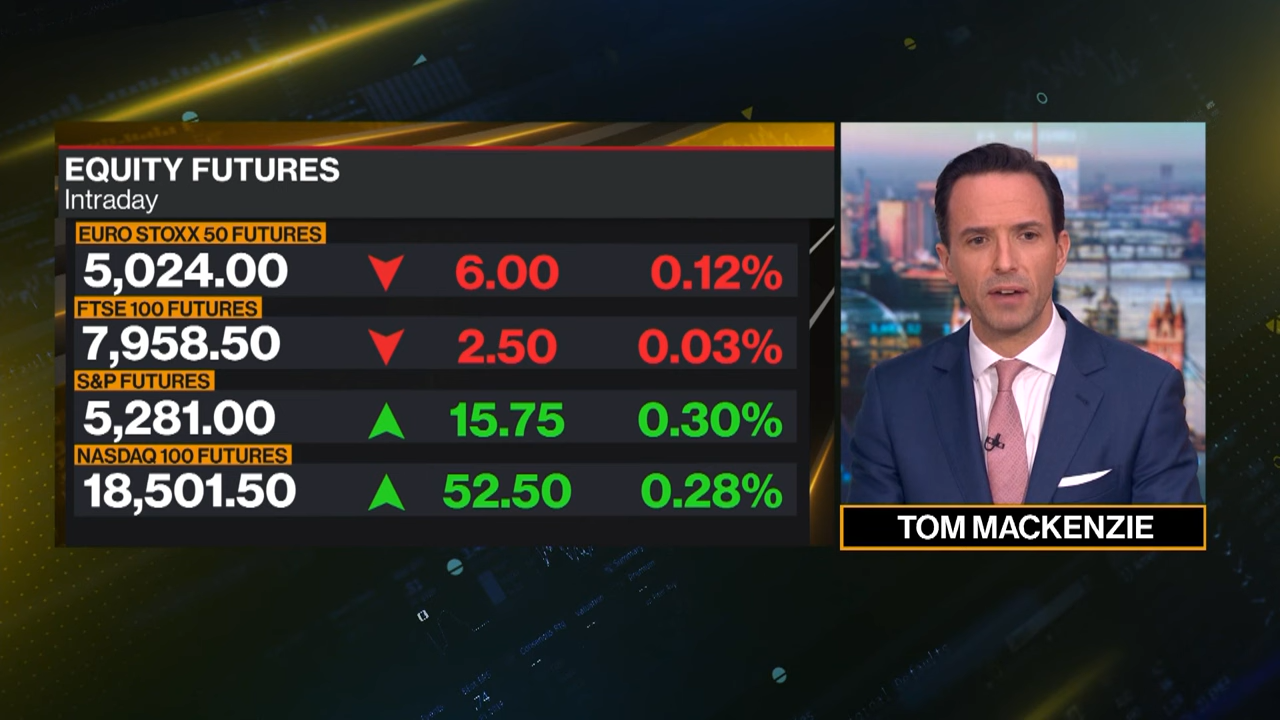 EQUITY FUTURES
Intraday
EURO STOXX 50 FUTURES
5,024.00 6.00 0.12%
FTSE 100 FUTURES
7,958.50 2.50 0.03%
S&P FUTURES
5,281.00 15.75 0.30%
NASDAQ 100 FUTURES
18,501.50 52.50 0.28%
TOM MACKENZIE